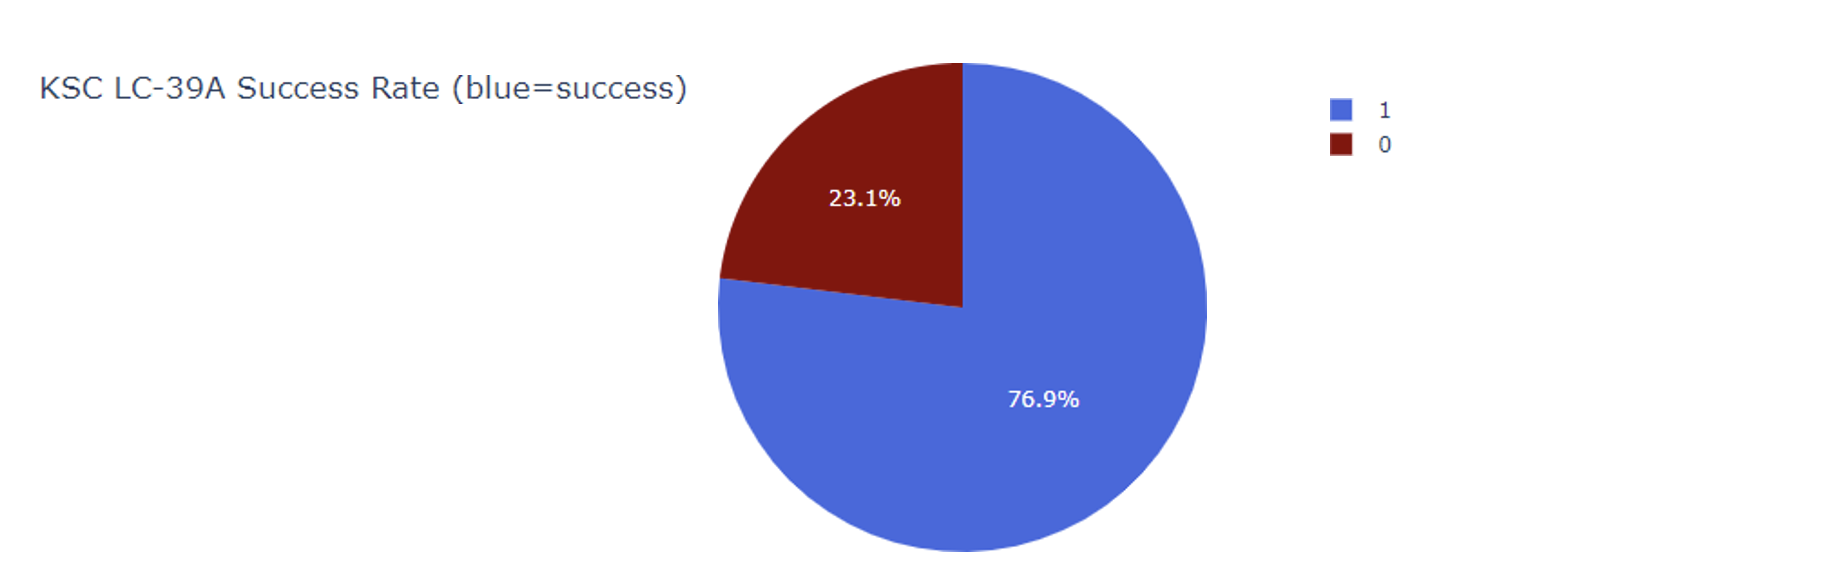 KSC LC-39A Success Rate (blue=success)
1
0
23.1%
76.9%